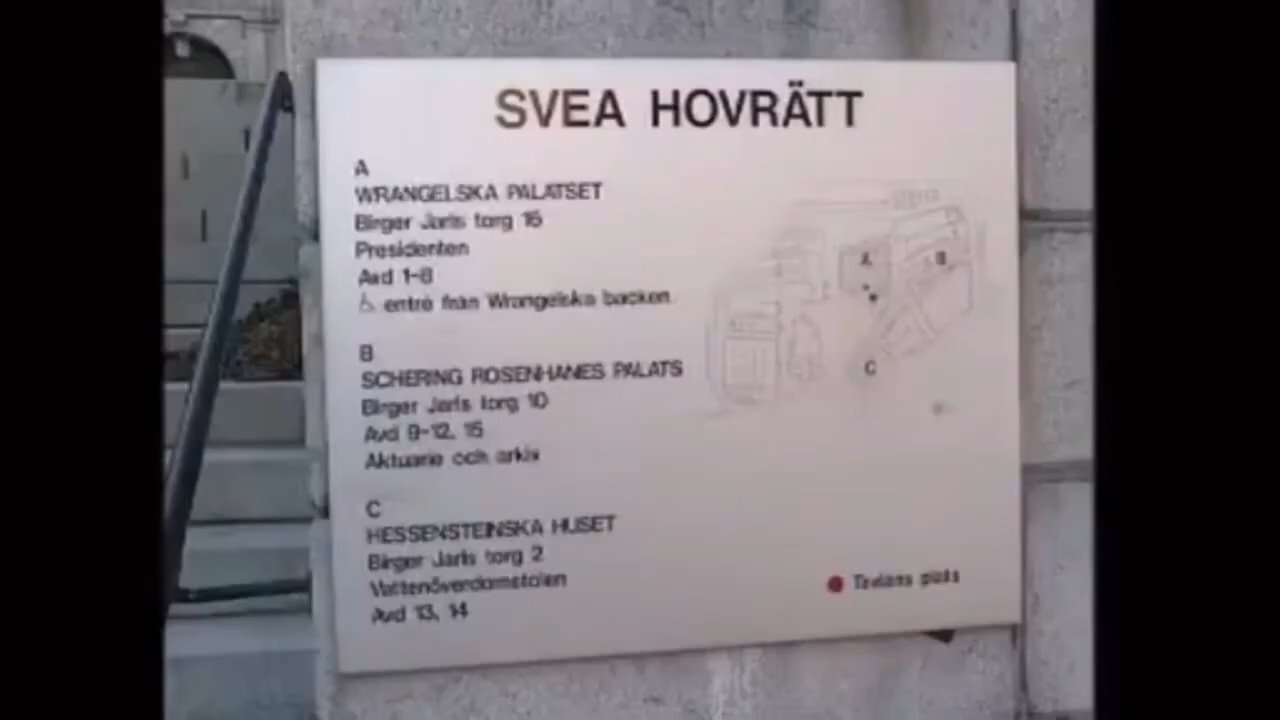 SVEA HOVRÄTT
A
WRANGELSKA PALATSET
Birger Jarls torg 16
Presidenten
Avd 1-8
entré från Wrangelska backen
B
SCHERING ROSENHANES PALATS
Birger Jarls torg 10
Avd 9-12, 15
Aktuarie och arkiv
C
HESSENSTEINSKA HUSET
Birger Jarls torg 2
Vattenöverdomstolen
Avd 13, 14
A
B
C
Tavlans plats